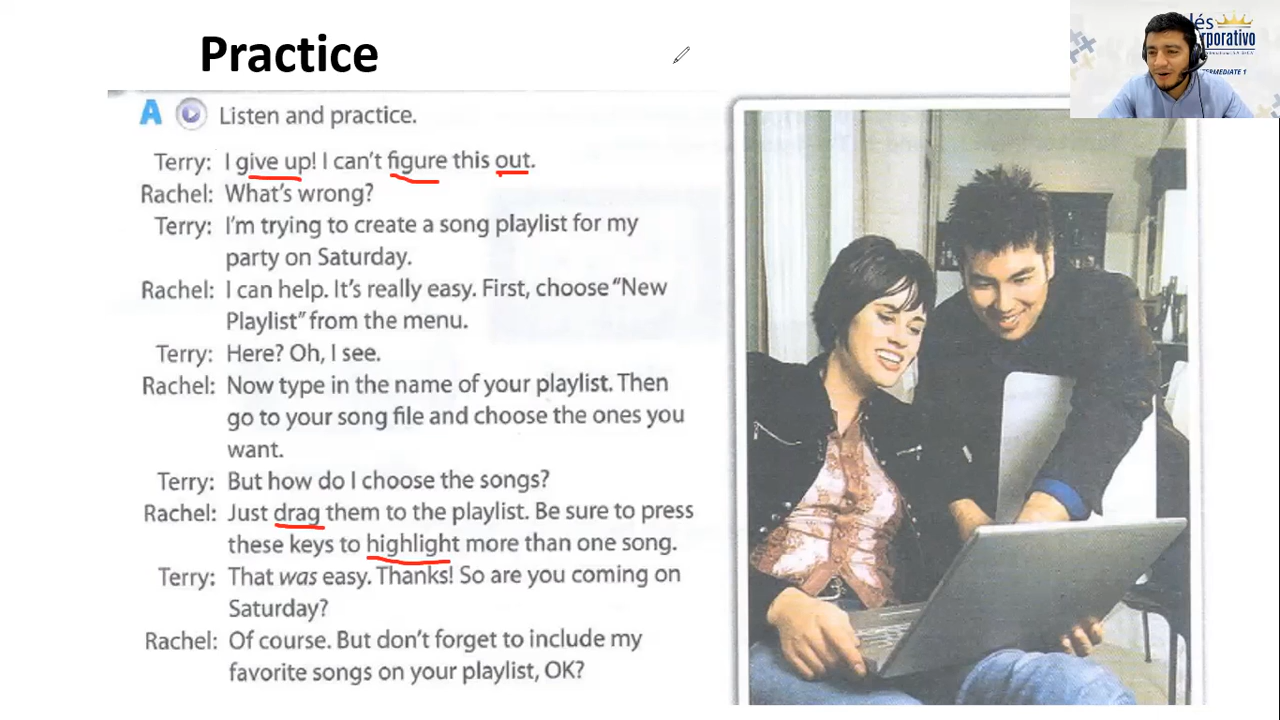 Practice
lés
rporativo
TERMEDIATE 1
A Listen and practice.
Terry: I give up! I can't figure this out.
Rachel: What's wrong?
Terry: I'm trying to create a song playlist for my
party on Saturday.
Rachel: I can help. It's really easy. First, choose "New
Playlist" from the menu.
Terry: Here? Oh, I see.
Rachel: Now type in the name of your playlist. Then
go to your song file and choose the ones you
want.
Terry: But how do I choose the songs?
Rachel: Just drag them to the playlist. Be sure to press
these keys to highlight more than one song.
Terry: That was easy. Thanks! So are you coming on
Saturday?
Rachel: Of course. But don't forget to include my
favorite songs on your playlist, OK?